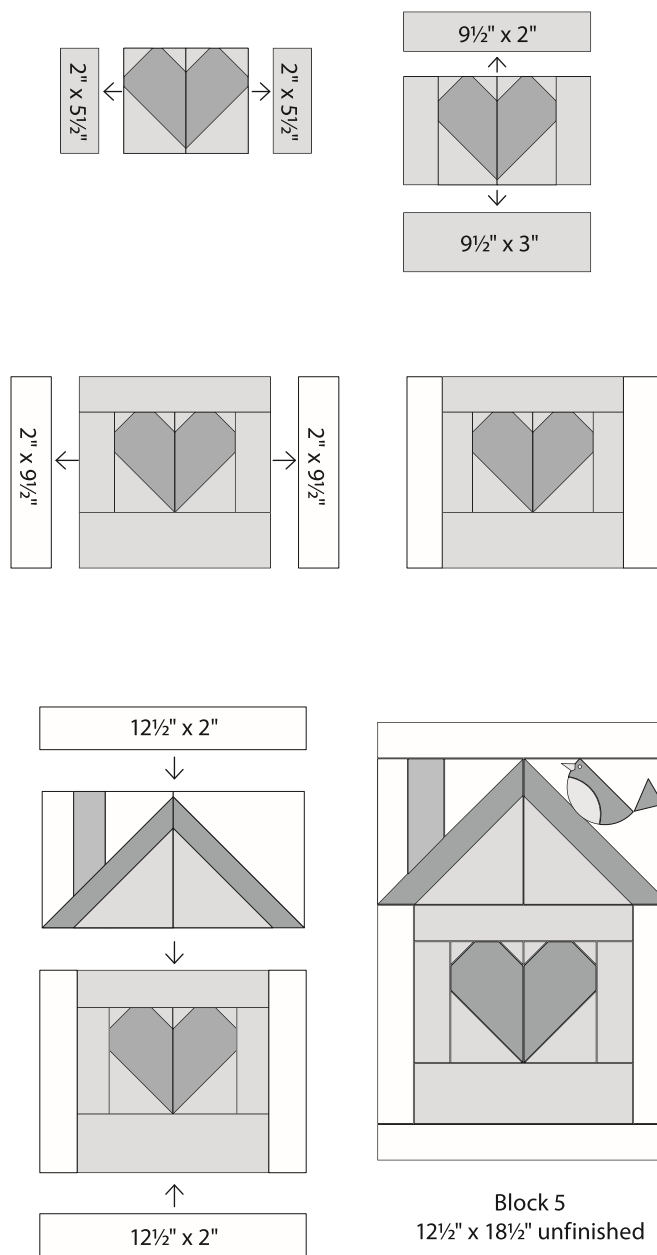 2" x 5½"
2" x 5½"
9½" x 2"
9½" x 3"
2" x 9½"
2" x 9½"
12½" x 2"
12½" x 2"
Block 5
12½" x 18½" unfinished